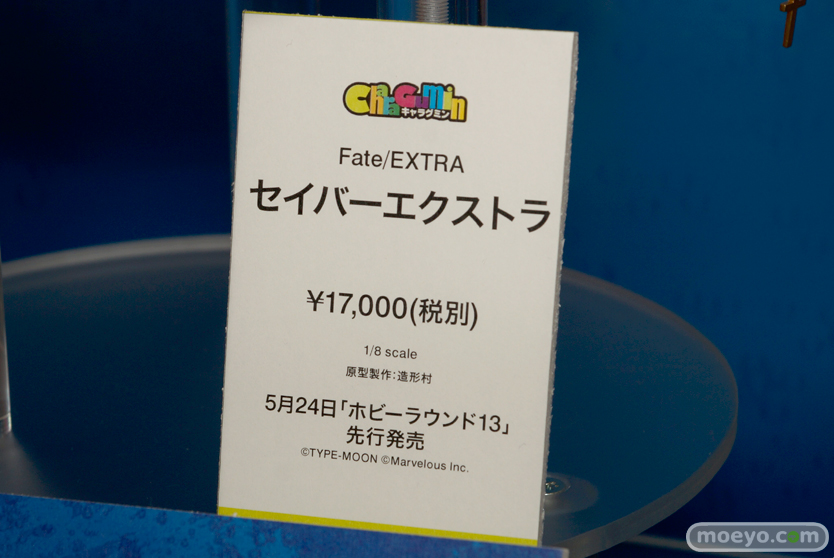 CharaGumin
キャラグミン
Fate/EXTRA
セイバーエクストラ
¥17,000(税別)
1/8 scale
原型製作：造形村
5月24日「ホビーラウンド13」
先行発売
©TYPE-MOON ©Marvelous Inc.
moeyo.com